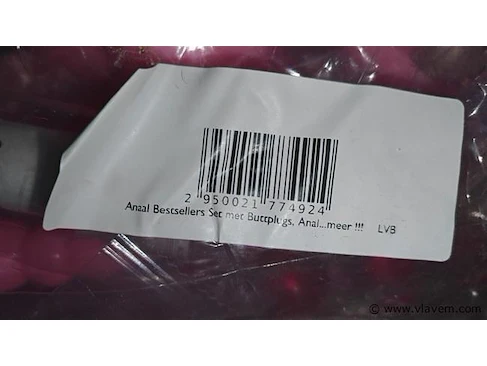 2 950021 774924
Anaal Bestsellers Set met Buttplugs, Anal...meer !!! LVB
© www.vlavem.com